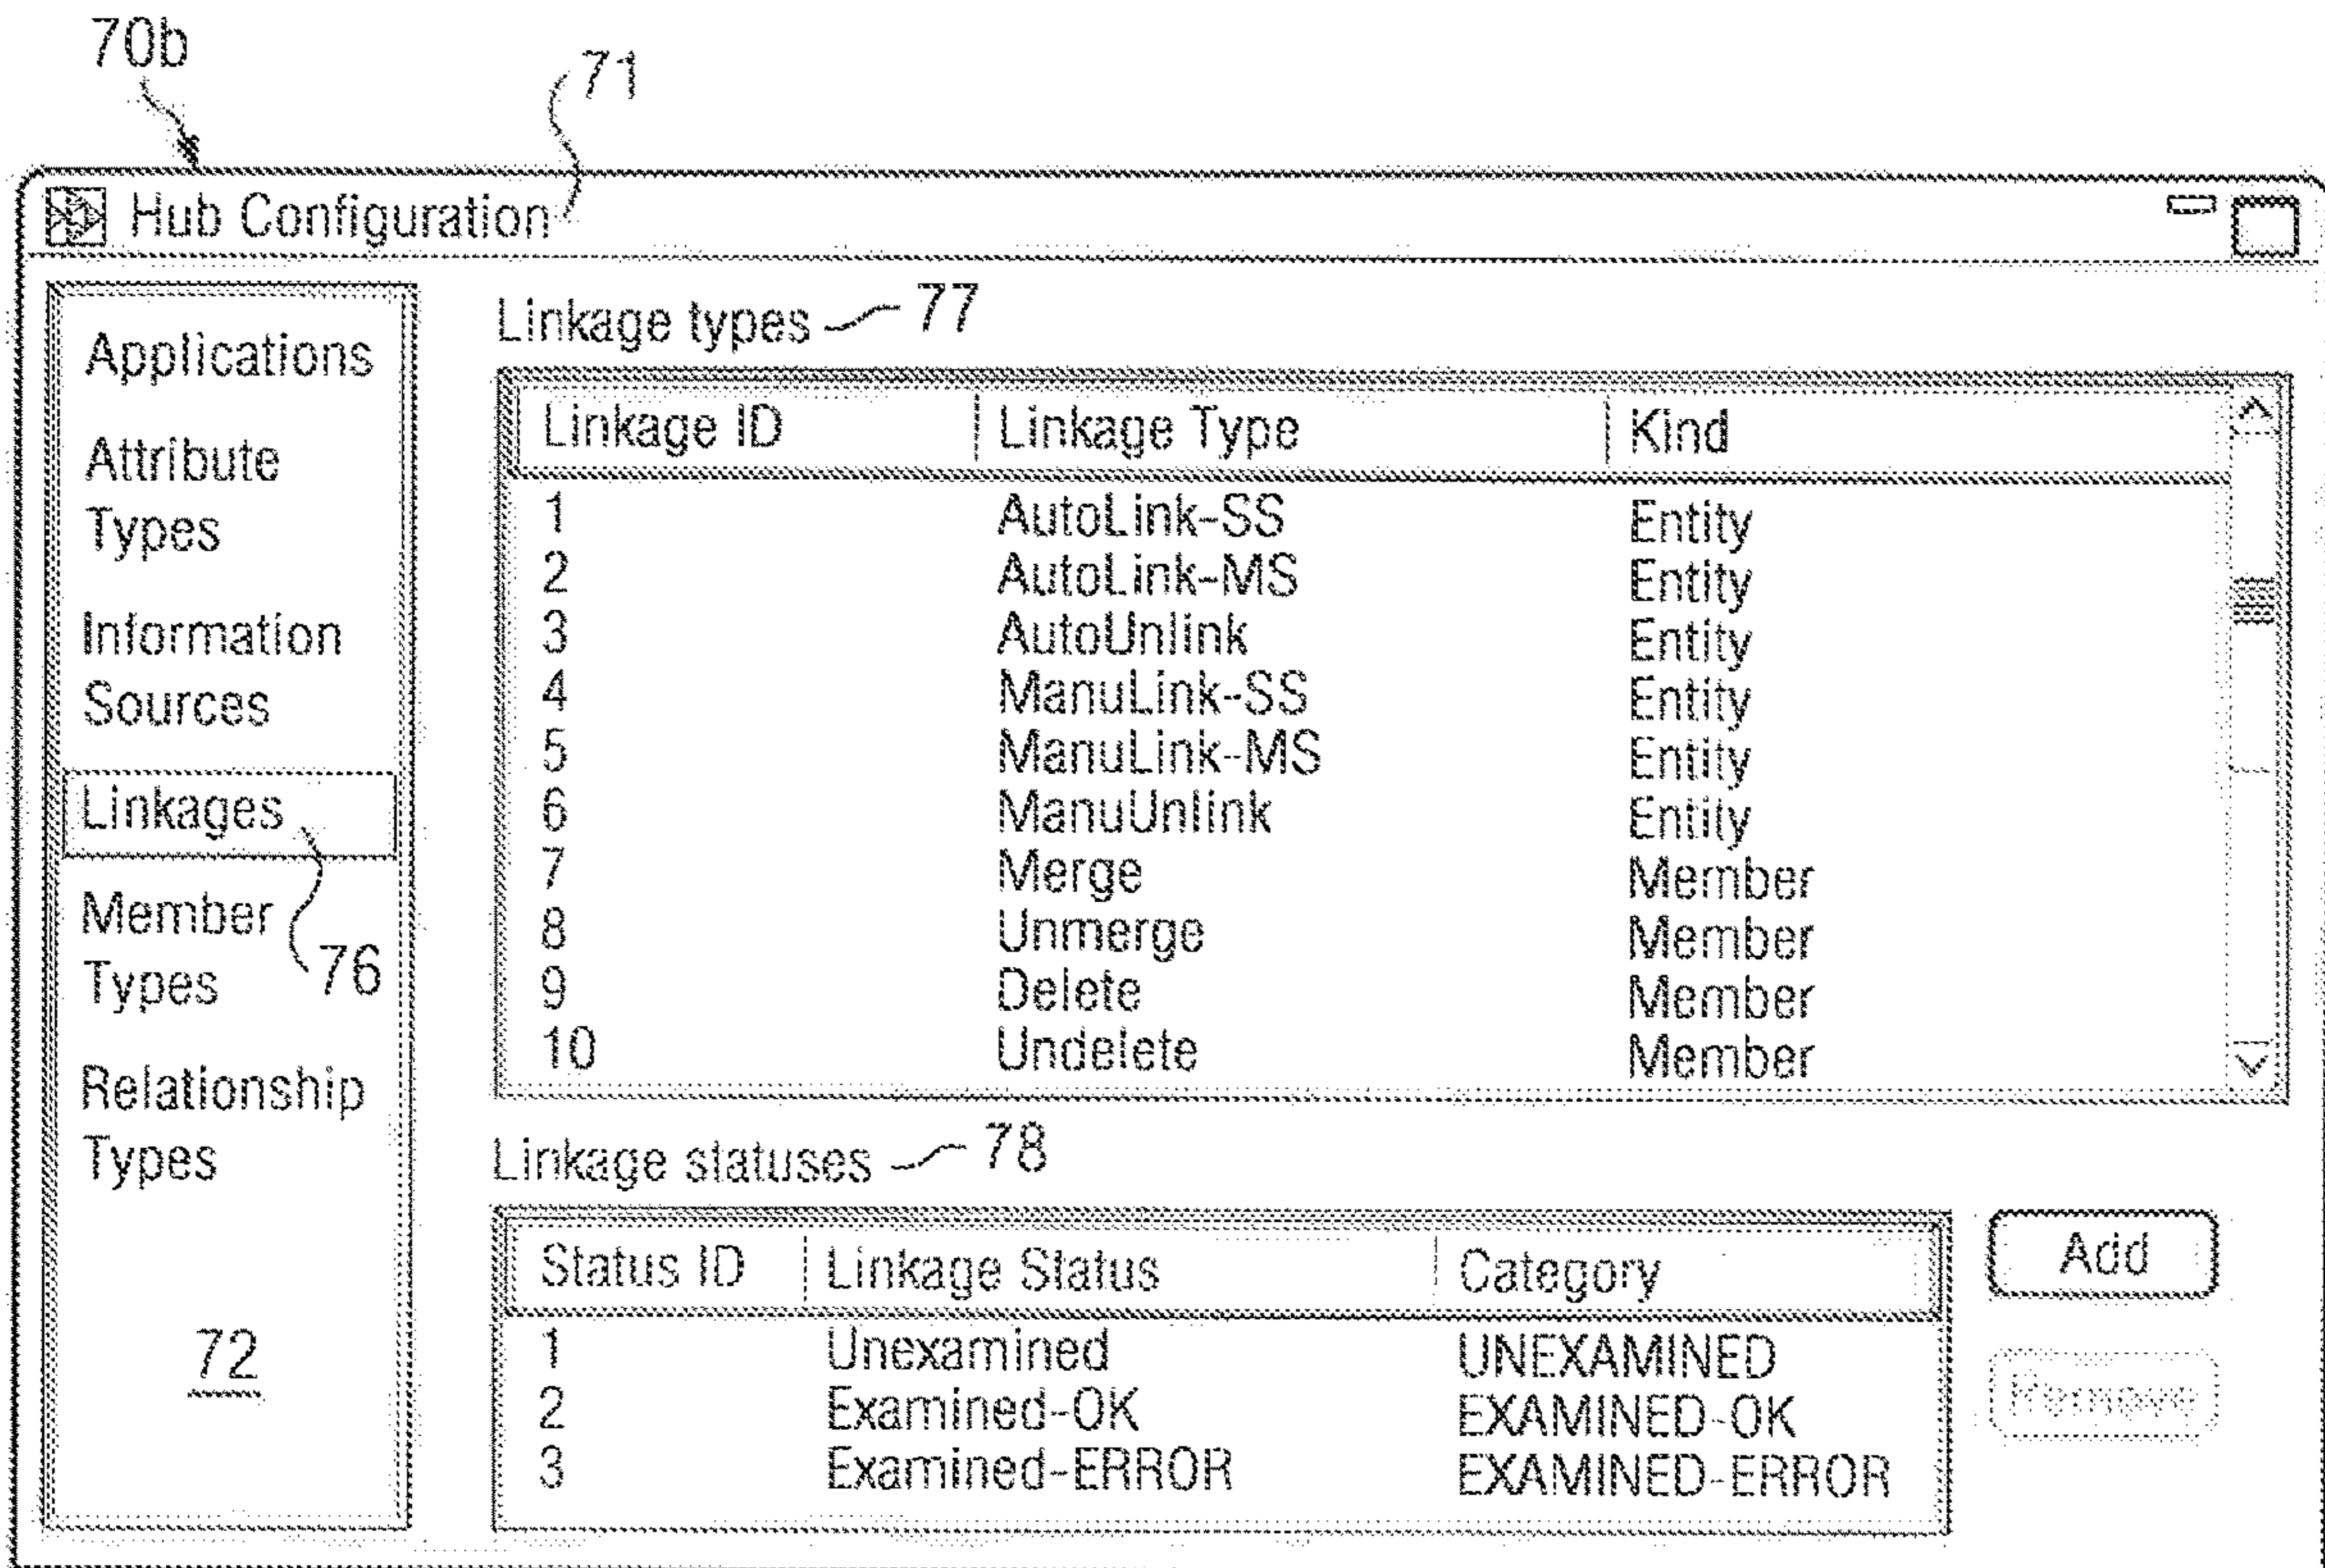 70b
71
Hub Configuration
Applications
Attribute
Types
Information
Sources
Linkages
Member
Types
76
Relationship
Types
72
Linkage types 77
Linkage ID Linkage Type Kind
1 AutoLink-SS Entity
2 AutoLink-MS Entity
3 AutoUnlink Entity
4 ManuLink-SS Entity
5 ManuLink-MS Entity
6 ManuUnlink Entity
7 Merge Member
8 Unmerge Member
9 Delete Member
10 Undelete Member
Linkage statuses 78
Status ID Linkage Status Category
1 Unexamined UNEXAMINED
2 Examined-OK EXAMINED-OK
3 Examined-ERROR EXAMINED-ERROR
Add
Remove